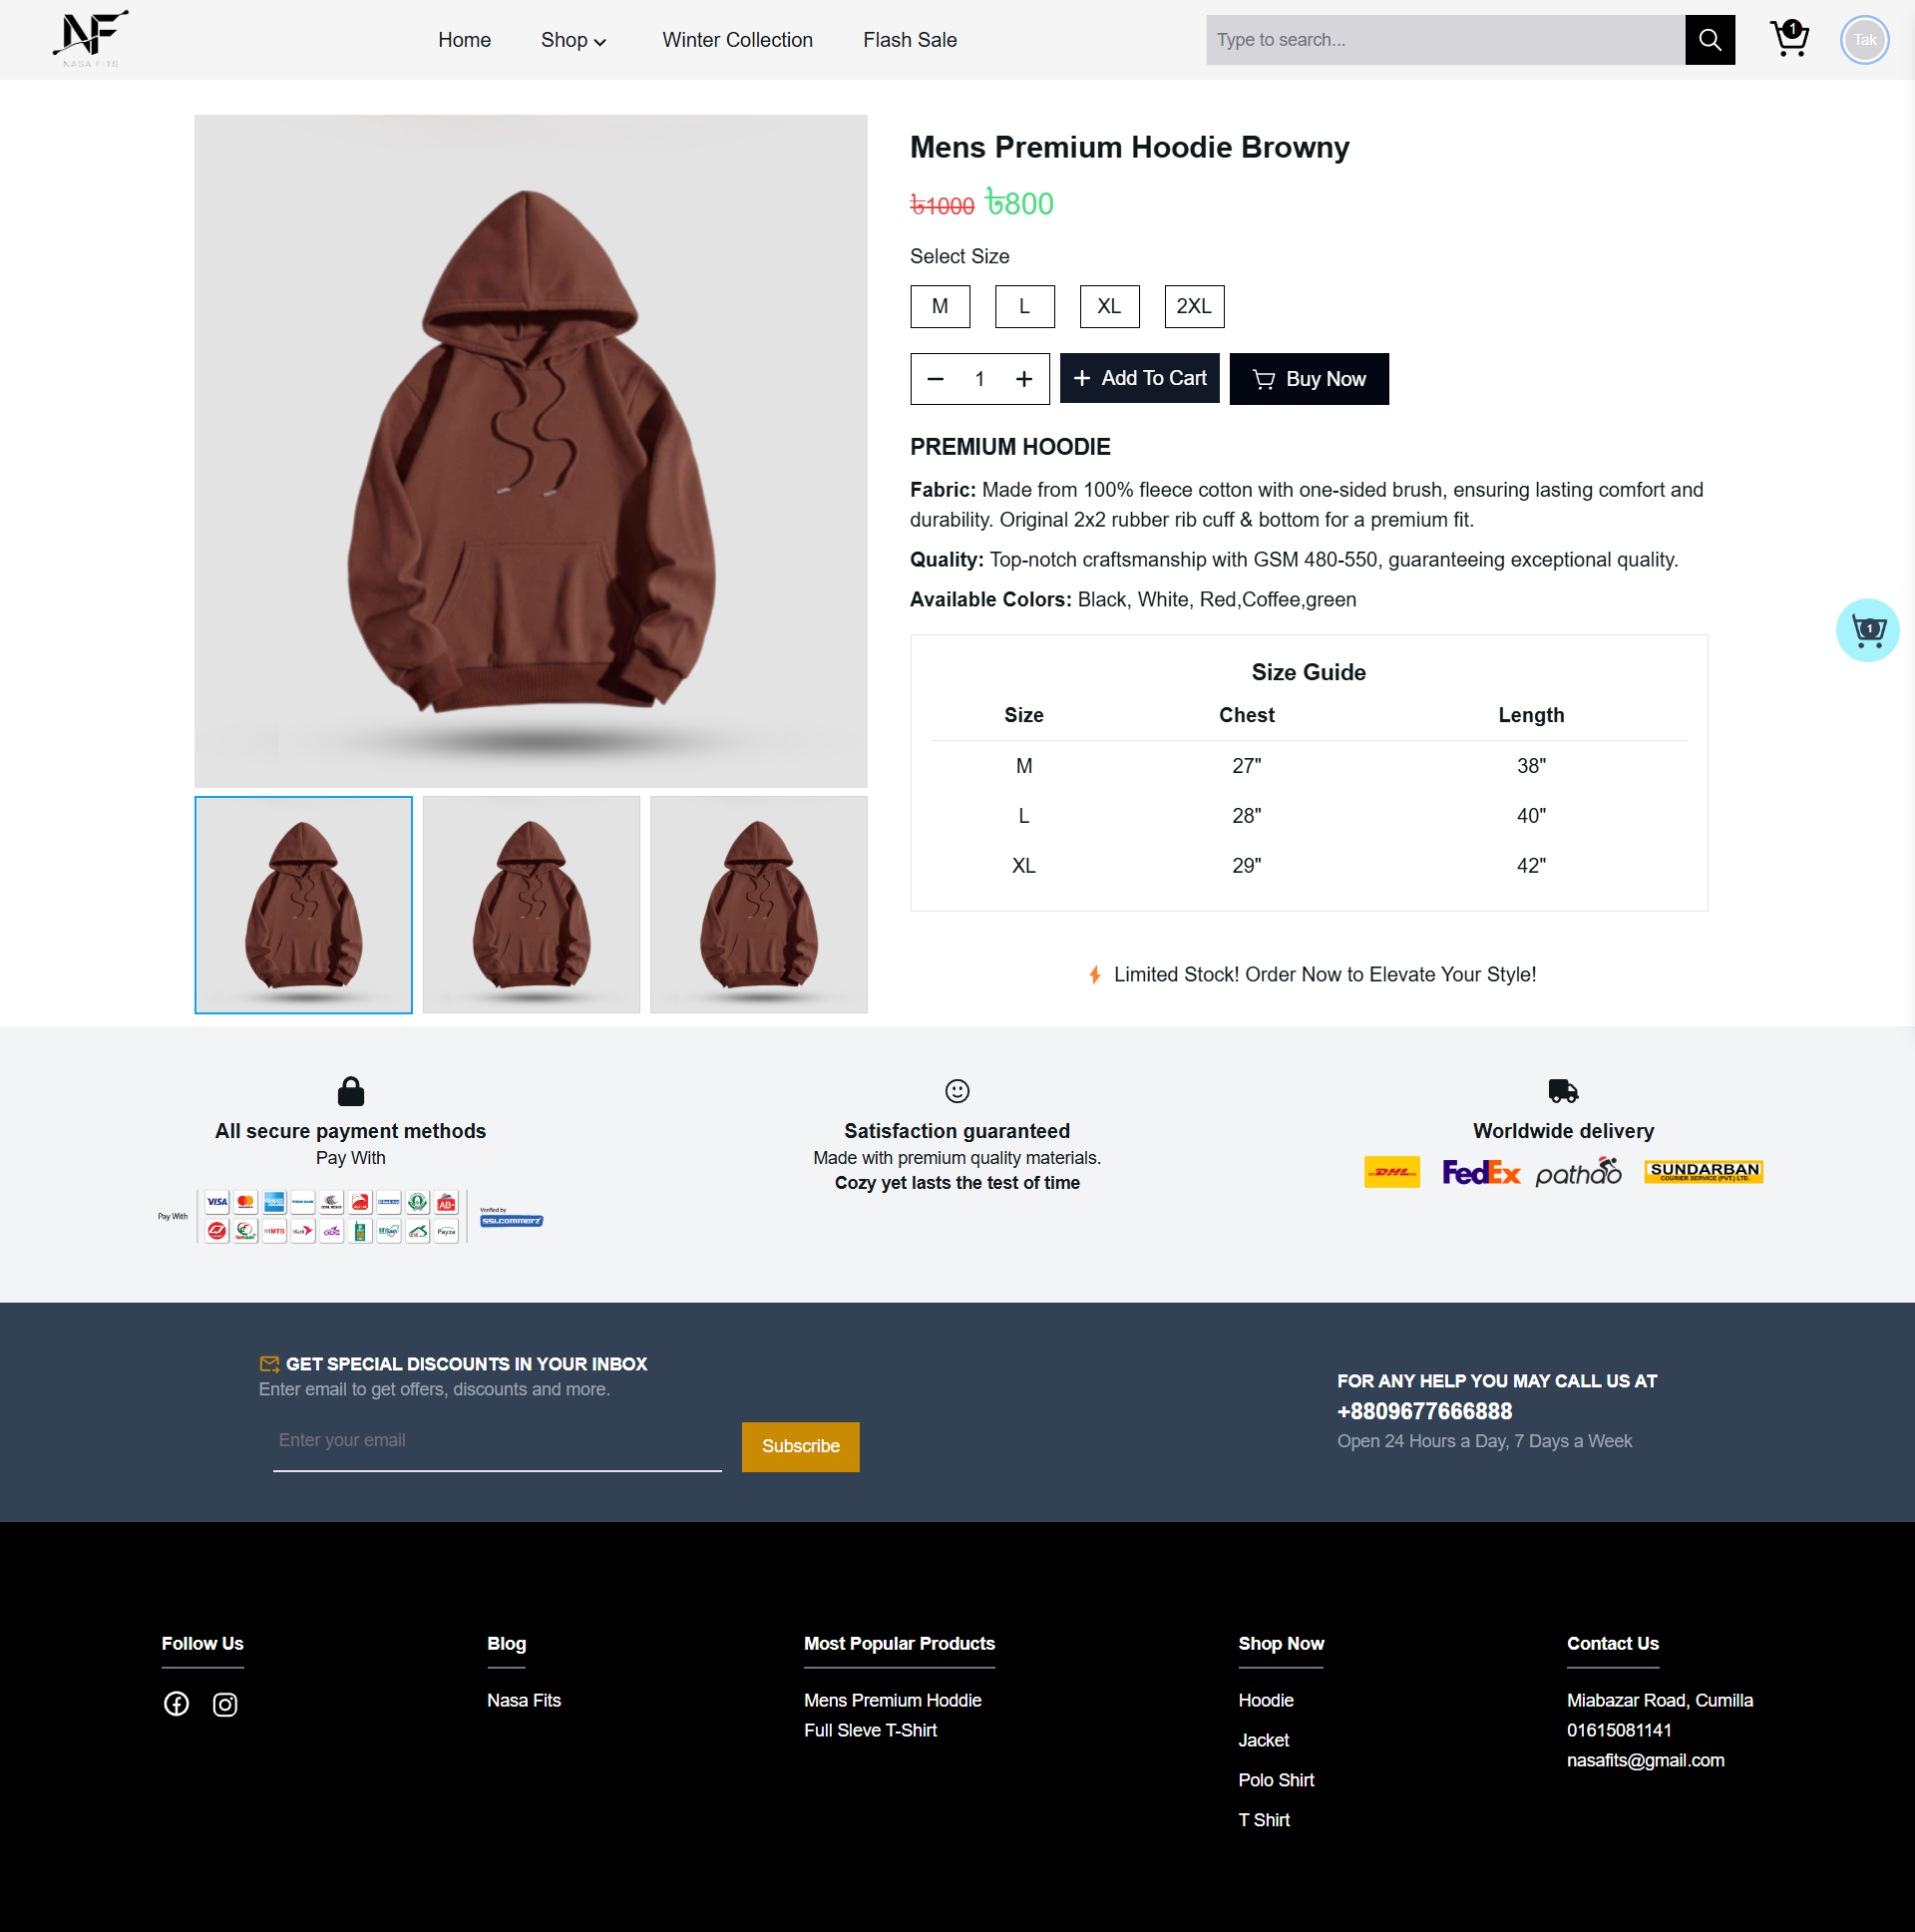 NF
NASA FITS
Home
Shop
Winter Collection
Flash Sale
Type to search...
1
Tak
Mens Premium Hoodie Browny
৳1000 ৳800
Select Size
M L XL 2XL
1
Add To Cart
Buy Now
PREMIUM HOODIE
Fabric: Made from 100% fleece cotton with one-sided brush, ensuring lasting comfort and
durability. Original 2x2 rubber rib cuff & bottom for a premium fit.
Quality: Top-notch craftsmanship with GSM 480-550, guaranteeing exceptional quality.
Available Colors: Black, White, Red,Coffee,green
1
Size Guide
Size Chest Length
M 27" 38"
L 28" 40"
XL 29" 42"
Limited Stock! Order Now to Elevate Your Style!
All secure payment methods
Pay With
Pay With
VISA
MTB
Payza
Verified by
SSLCOMMERZ
Satisfaction guaranteed
Made with premium quality materials.
Cozy yet lasts the test of time
Worldwide delivery
DHL
FedEx
pathao
SUNDARBAN
COURIER SERVICE (PVT) LTD.
GET SPECIAL DISCOUNTS IN YOUR INBOX
Enter email to get offers, discounts and more.
Enter your email
Subscribe
FOR ANY HELP YOU MAY CALL US AT
+8809677666888
Open 24 Hours a Day, 7 Days a Week
Follow Us
Blog
Nasa Fits
Most Popular Products
Mens Premium Hoddie
Full Sleve T-Shirt
Shop Now
Hoodie
Jacket
Polo Shirt
T Shirt
Contact Us
Miabazar Road, Cumilla
01615081141
nasafits@gmail.com